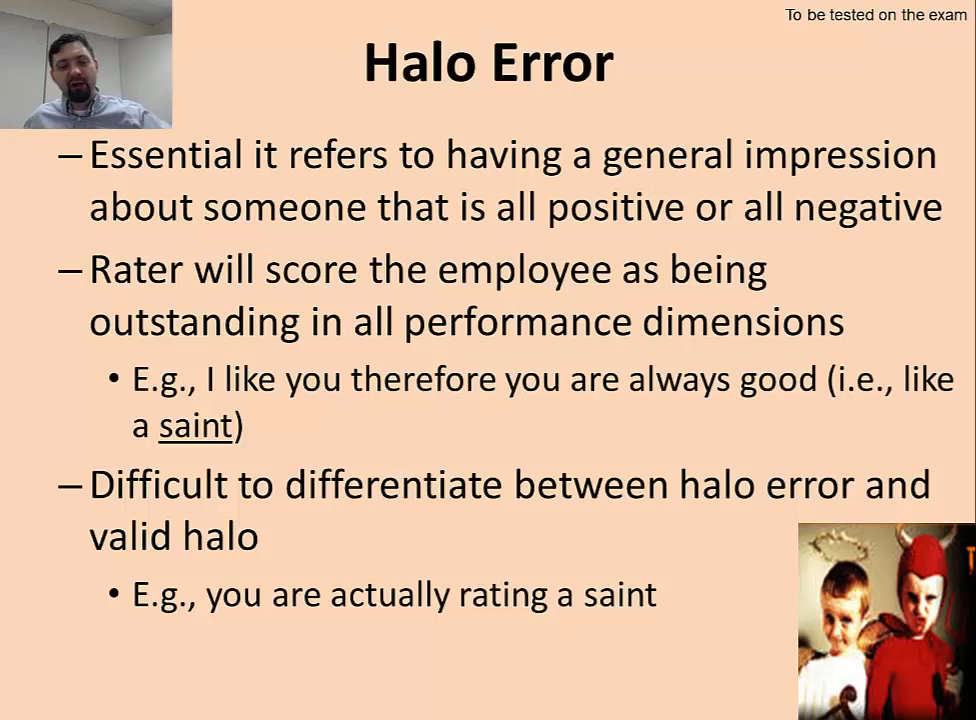 To be tested on the exam
Halo Error
– Essential it refers to having a general impression
about someone that is all positive or all negative
– Rater will score the employee as being
outstanding in all performance dimensions
• E.g., I like you therefore you are always good (i.e., like
a saint)
– Difficult to differentiate between halo error and
valid halo
• E.g., you are actually rating a saint